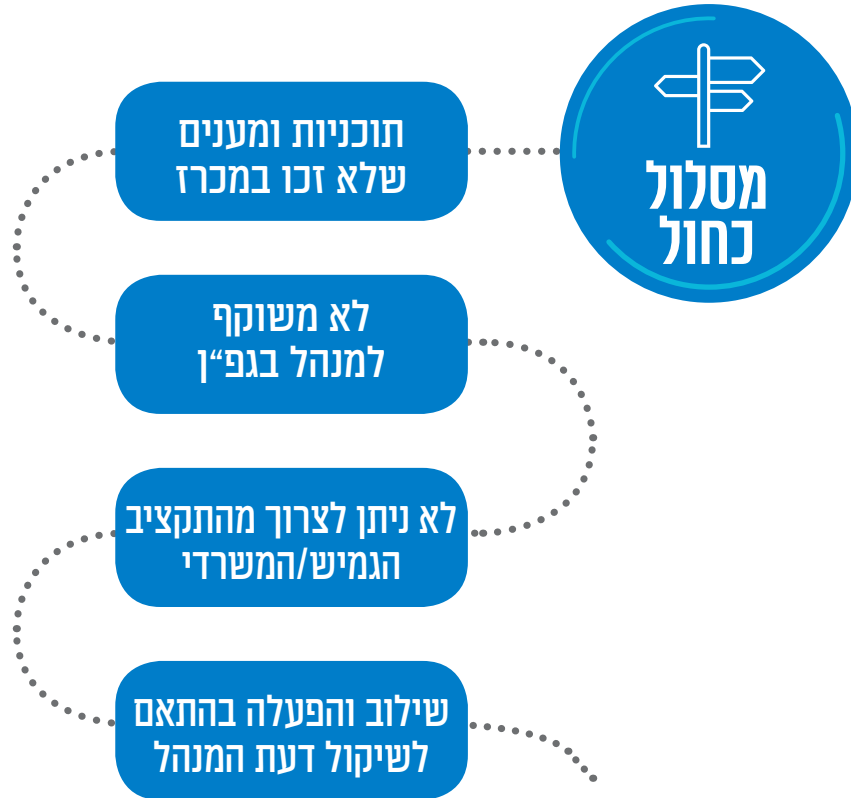 מסלול
כחול
תוכניות ומענים
שלא זכו במכרז
לא משוקף
למנהל בגפ“ן
לא ניתן לצרוך מהתקציב
הגמיש/המשרדי
שילוב והפעלה בהתאם
לשיקול דעת המנהל